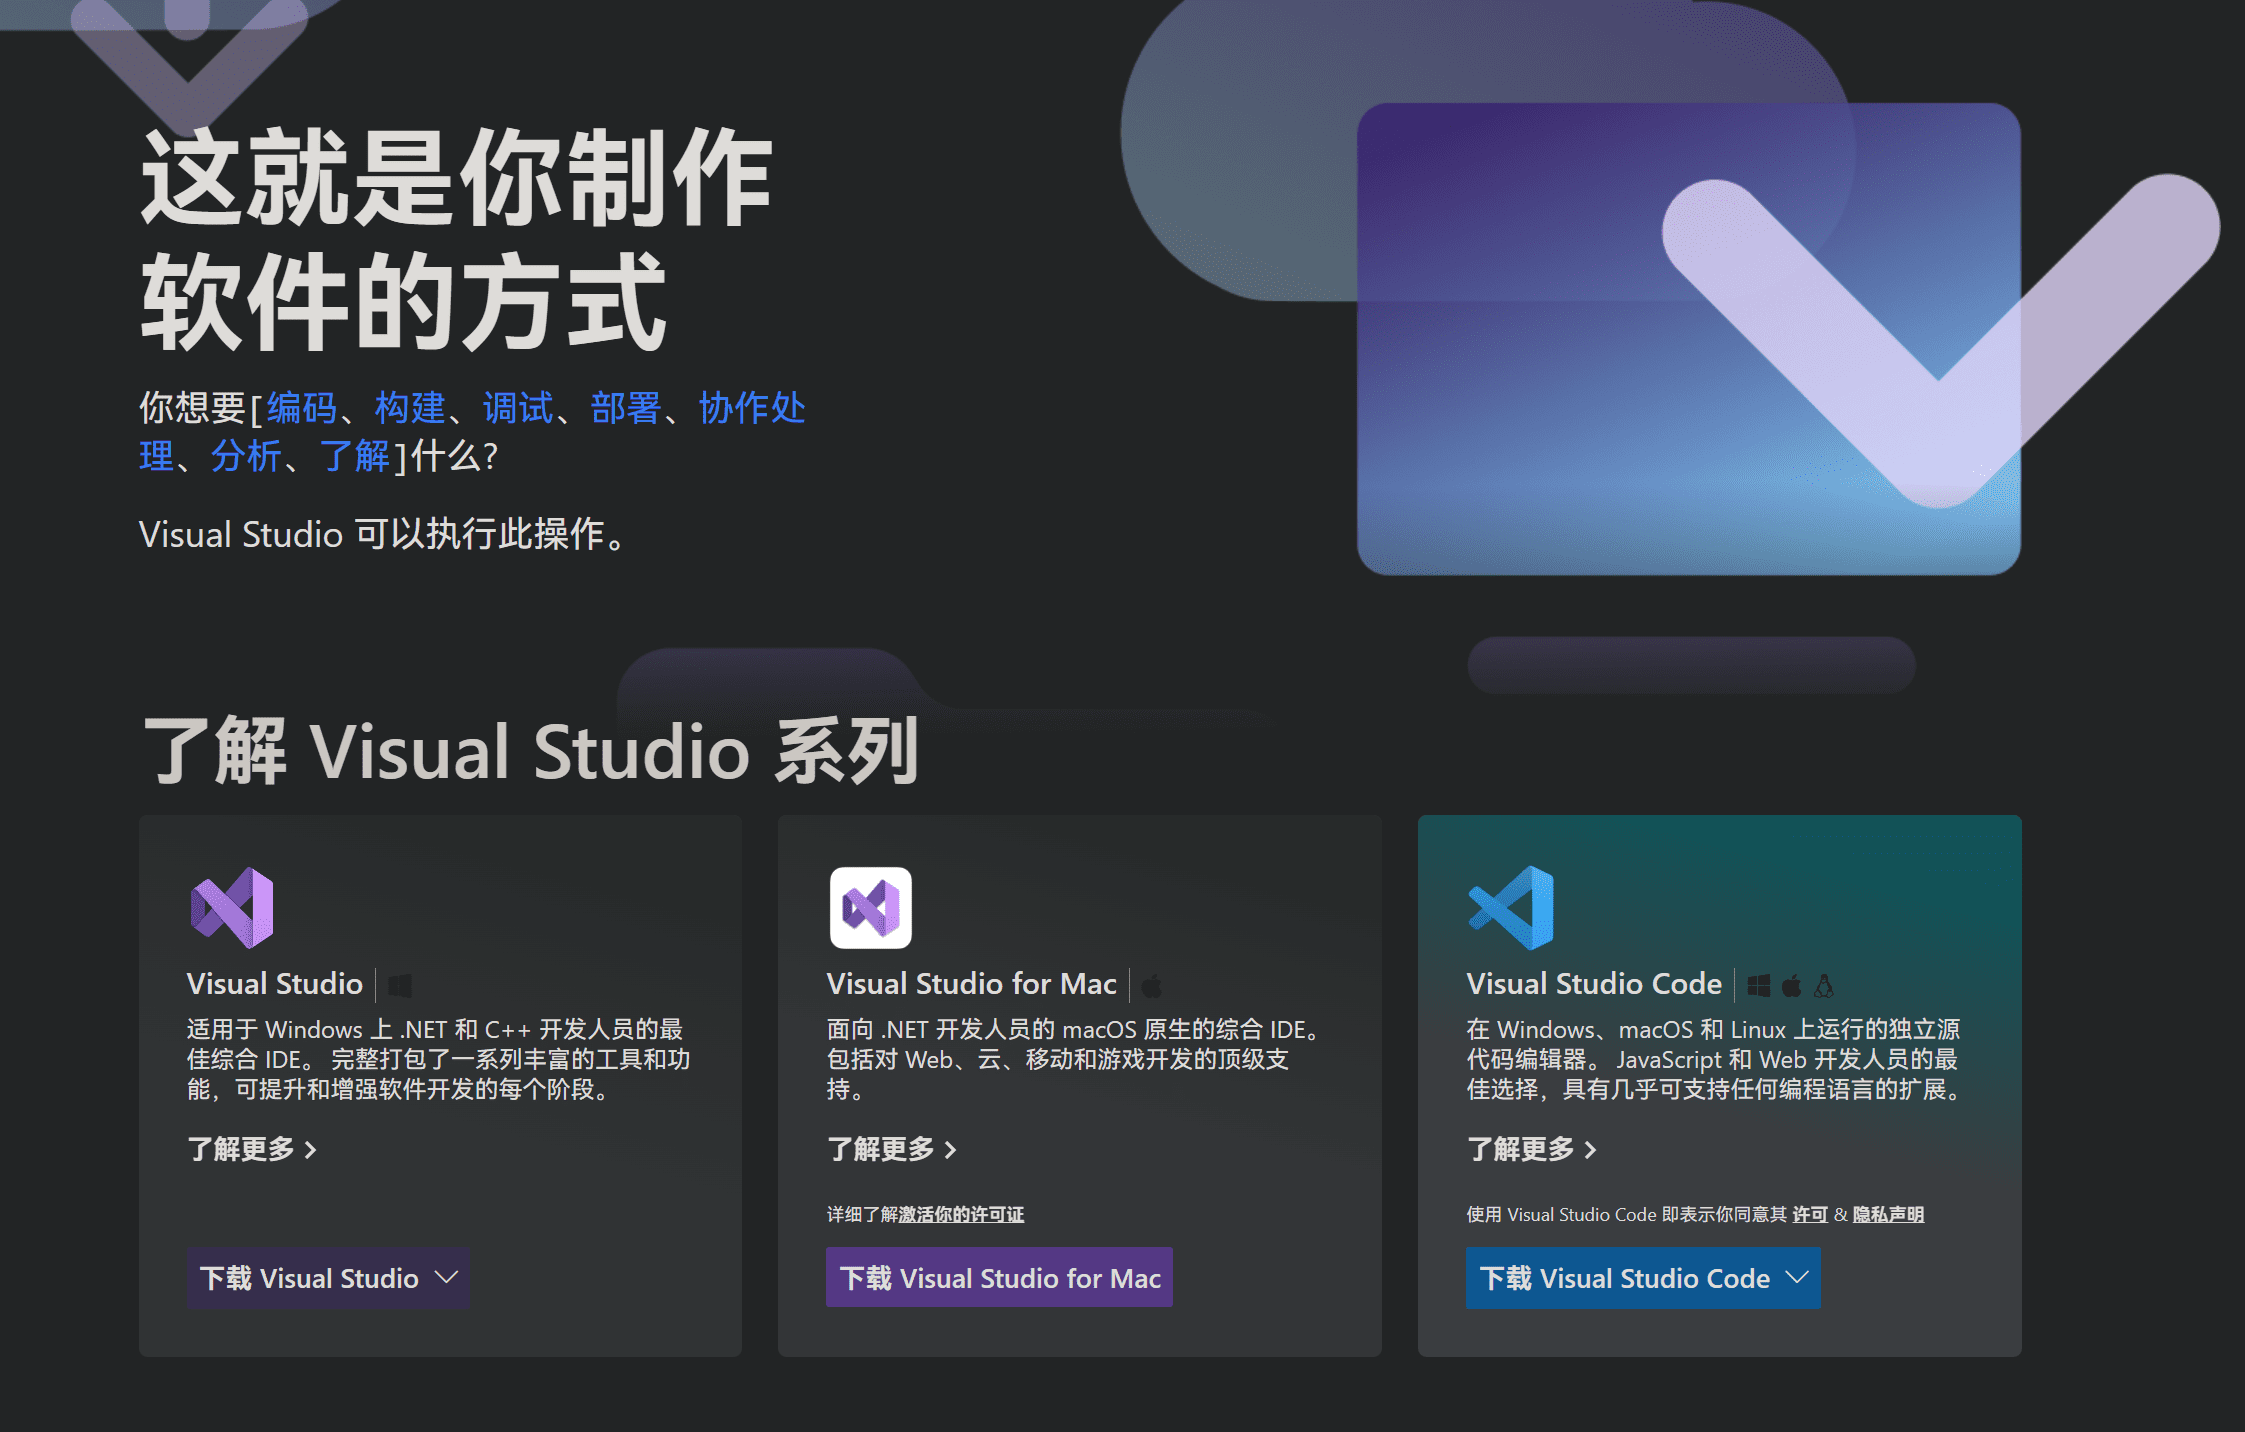 这就是你制作
软件的方式
你想要[编码、构建、调试、部署、协作处
理、分析、了解]什么?
Visual Studio 可以执行此操作。
了解 Visual Studio 系列
Visual Studio
适用于 Windows 上 .NET 和 C++ 开发人员的最
佳综合 IDE。 完整打包了一系列丰富的工具和功
能，可提升和增强软件开发的每个阶段。
了解更多
下载 Visual Studio
Visual Studio for Mac
面向 .NET 开发人员的 macOS 原生的综合 IDE。
包括对 Web、云、移动和游戏开发的顶级支
持。
了解更多
详细了解激活你的许可证
下载 Visual Studio for Mac
Visual Studio Code
在 Windows、macOS 和 Linux 上运行的独立源
代码编辑器。 JavaScript 和 Web 开发人员的最
佳选择，具有几乎可支持任何编程语言的扩展。
了解更多
使用 Visual Studio Code 即表示你同意其 许可 & 隐私声明
下载 Visual Studio Code